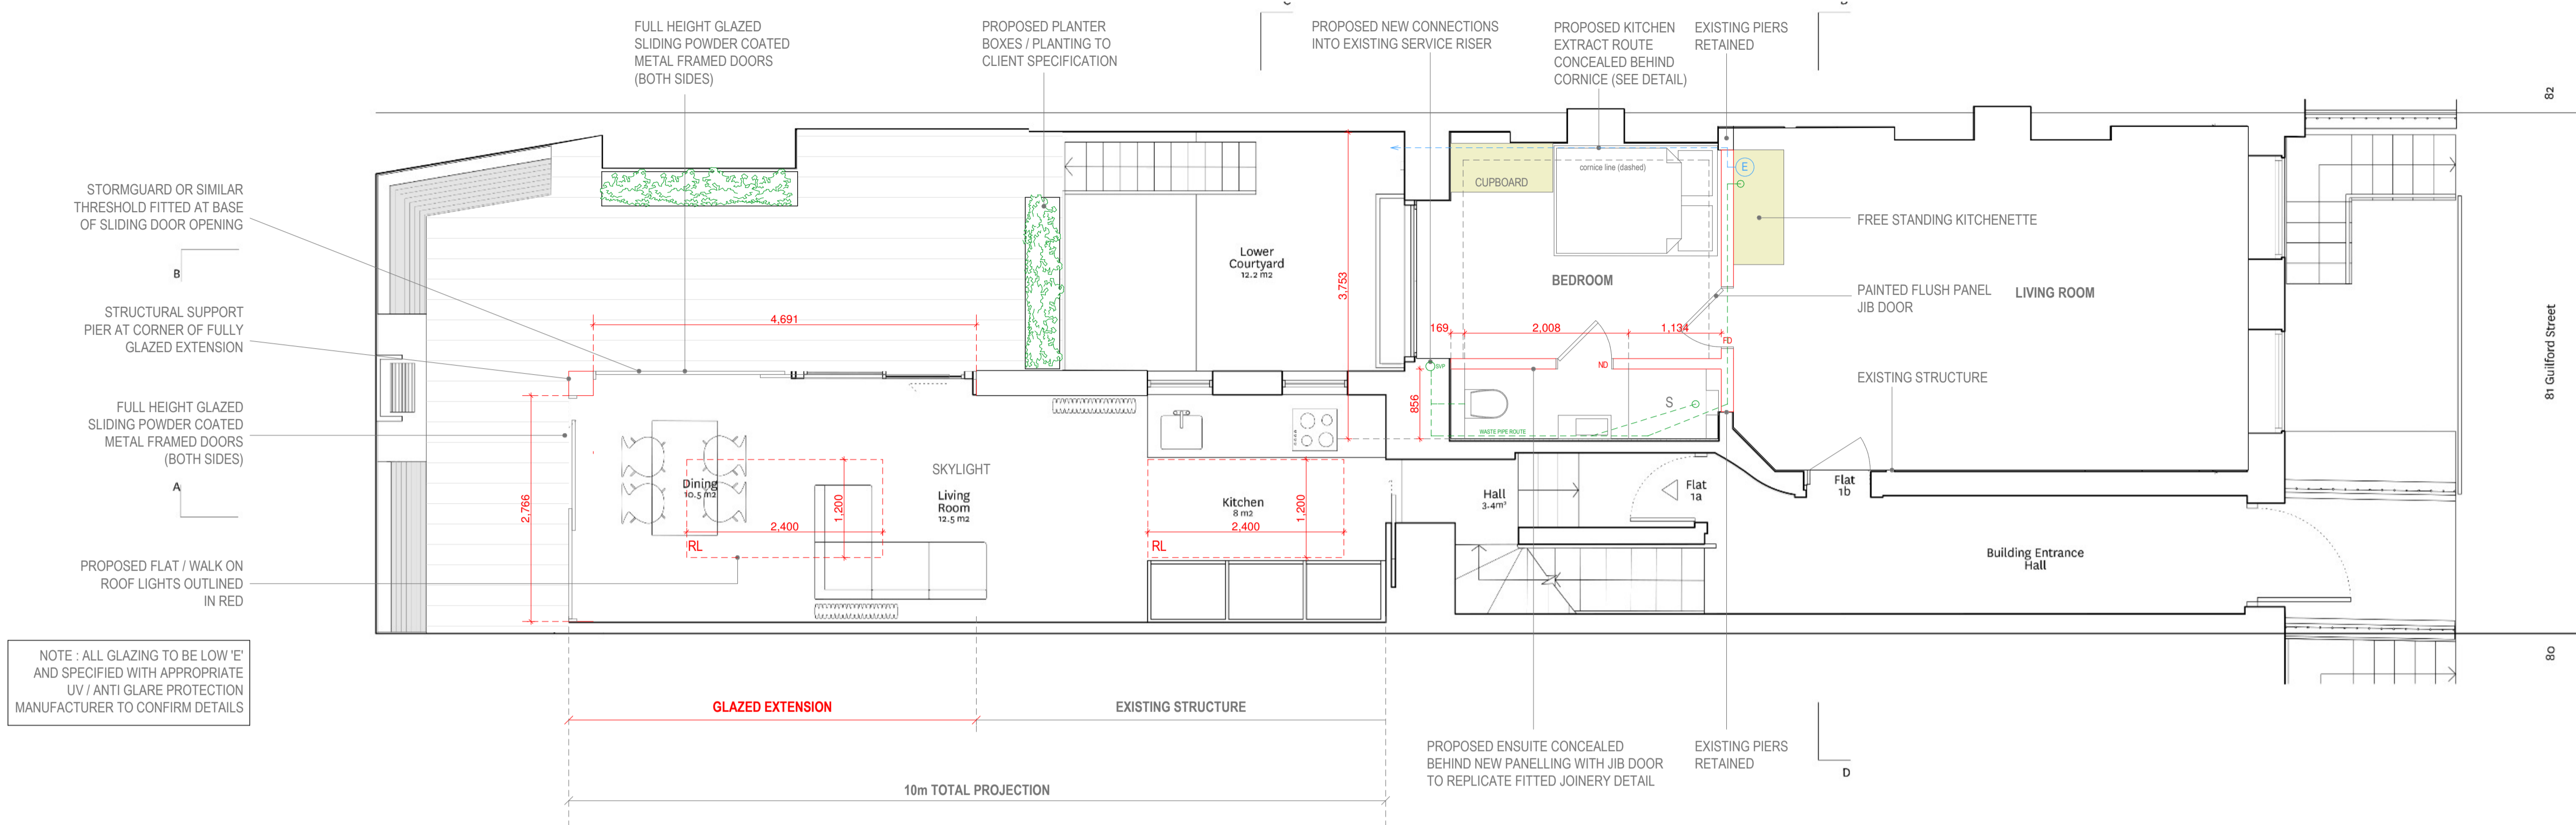 FULL HEIGHT GLAZED
SLIDING POWDER COATED
METAL FRAMED DOORS
(BOTH SIDES)
PROPOSED PLANTER
BOXES / PLANTING TO
CLIENT SPECIFICATION
PROPOSED NEW CONNECTIONS
INTO EXISTING SERVICE RISER
PROPOSED KITCHEN
EXTRACT ROUTE
CONCEALED BEHIND
CORNICE (SEE DETAIL)
EXISTING PIERS
RETAINED
82
STORMGUARD OR SIMILAR
THRESHOLD FITTED AT BASE
OF SLIDING DOOR OPENING
B
STRUCTURAL SUPPORT
PIER AT CORNER OF FULLY
GLAZED EXTENSION
FULL HEIGHT GLAZED
SLIDING POWDER COATED
METAL FRAMED DOORS
(BOTH SIDES)
A
PROPOSED FLAT / WALK ON
ROOF LIGHTS OUTLINED
IN RED
NOTE : ALL GLAZING TO BE LOW 'E'
AND SPECIFIED WITH APPROPRIATE
UV / ANTI GLARE PROTECTION
MANUFACTURER TO CONFIRM DETAILS
cornice line (dashed)
CUPBOARD
E
FREE STANDING KITCHENETTE
Lower
Courtyard
12.2 m2
3,753
BEDROOM
PAINTED FLUSH PANEL
JIB DOOR
LIVING ROOM
81 Guilford Street
4,691
169
2,008
1,134
FD
ND
SVP
EXISTING STRUCTURE
856
S
WASTE PIPE ROUTE
2,766
Dining
10.5 m2
1,200
2,400
RL
SKYLIGHT
Living
Room
12.5 m2
Kitchen
8 m2
1,200
2,400
RL
Hall
3.4m²
Flat
1a
Flat
1b
Building Entrance
Hall
80
GLAZED EXTENSION
EXISTING STRUCTURE
10m TOTAL PROJECTION
PROPOSED ENSUITE CONCEALED
BEHIND NEW PANELLING WITH JIB DOOR
TO REPLICATE FITTED JOINERY DETAIL
EXISTING PIERS
RETAINED
D